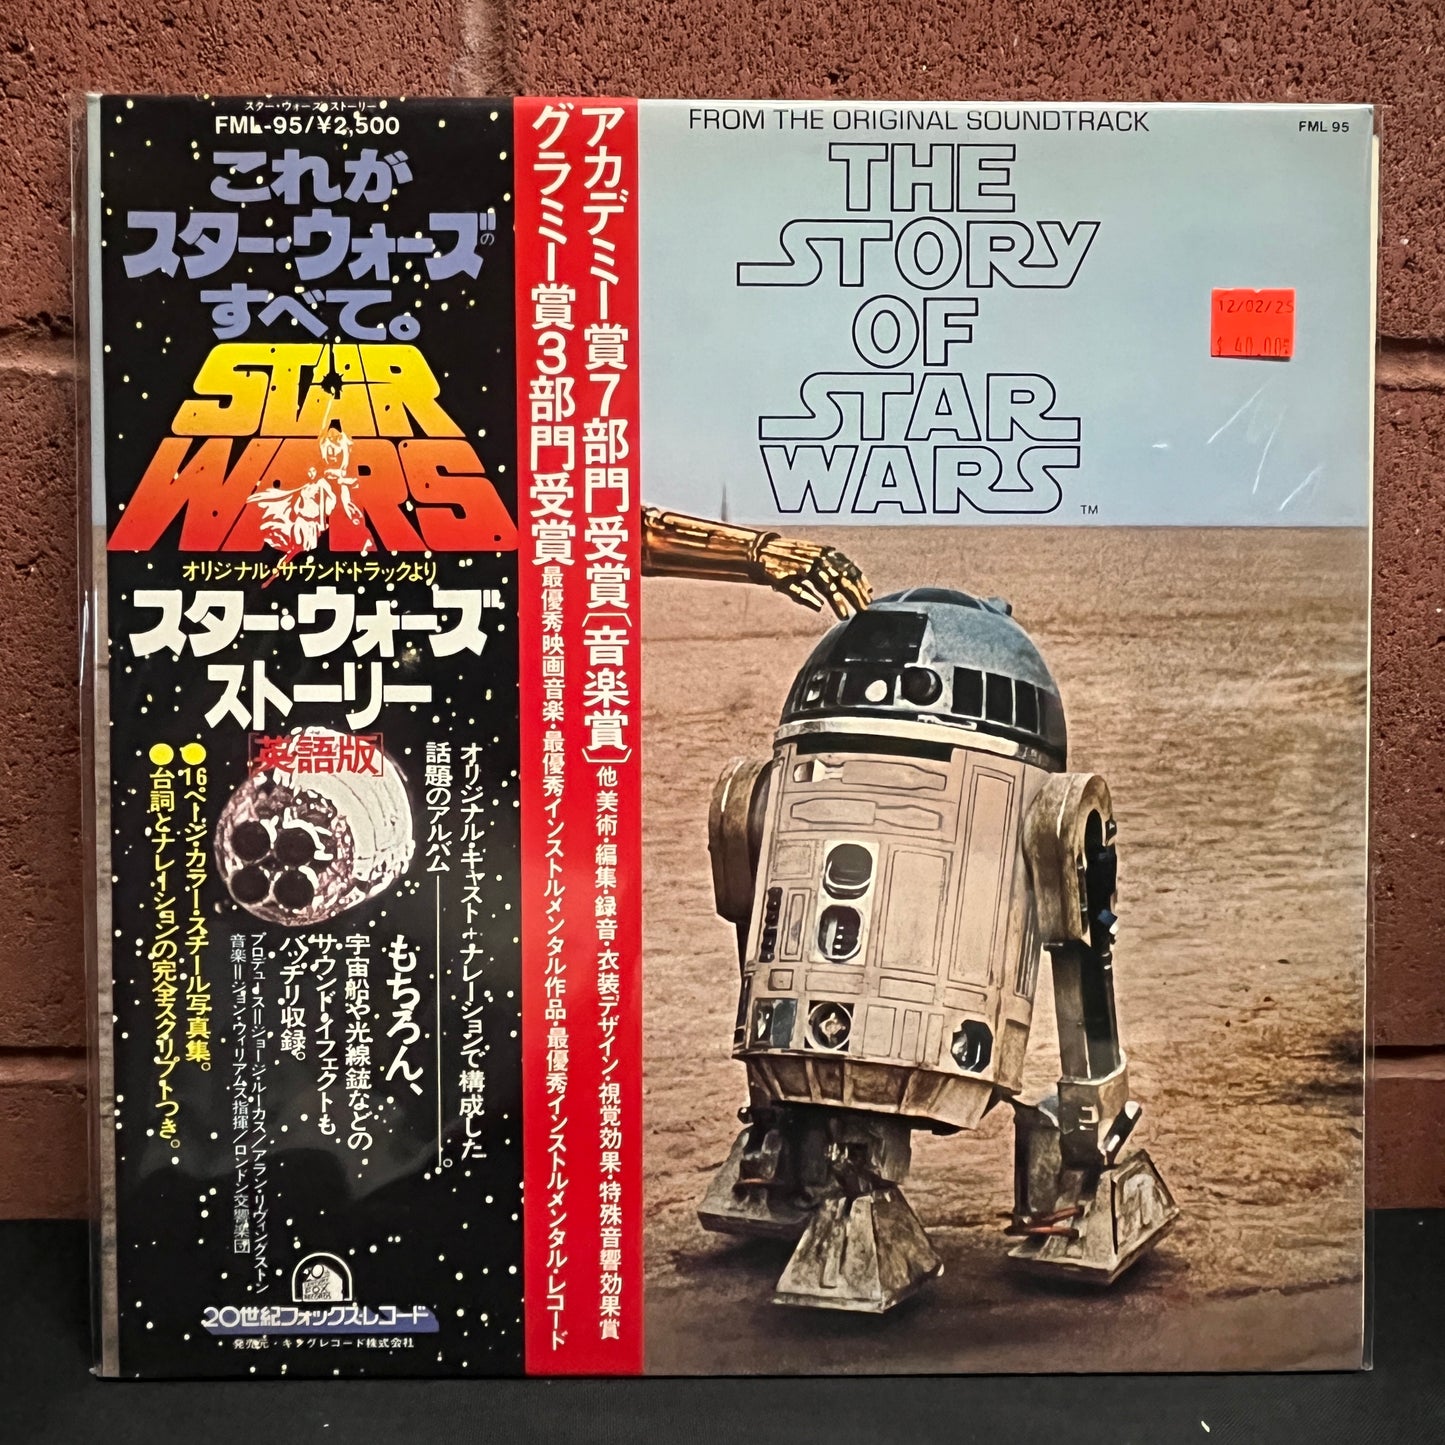 スター・ウォーズ・ストーリー
FML-95/¥2,500
これが
スター・ウォーズの
すべて。
STAR
WARS
オリジナル・サウンド・トラックより
スター・ウォーズ
ストーリー
[英語版]
オリジナル・キャスト+ナレーションで構成した
話題のアルバム──。
もちろん、
宇宙船や光線銃などの
サウンド・イフェクトも
バッチリ収録。
●16ページ・カラー・スチール写真集。
●台詞とナレーションの完全スクリプトつき。
プロデュース=ジョージ・ルーカス/アラン・リヴィングストン
音楽=ジョン・ウィリアムス指揮/ロンドン交響楽団
20世紀フォックス・レコード
発売元・キングレコード株式会社
アカデミー賞7部門受賞〔音楽賞〕他 美術・編集・録音・衣装デザイン・視覚効果・特殊音響効果賞
グラミー賞3部門受賞 最優秀映画音楽・最優秀インストルメンタル作品・最優秀インストルメンタル・レコード
FROM THE ORIGINAL SOUNDTRACK
FML 95
THE
STORY
OF
STAR
WARS
TM
12/02/25
$ 40.00